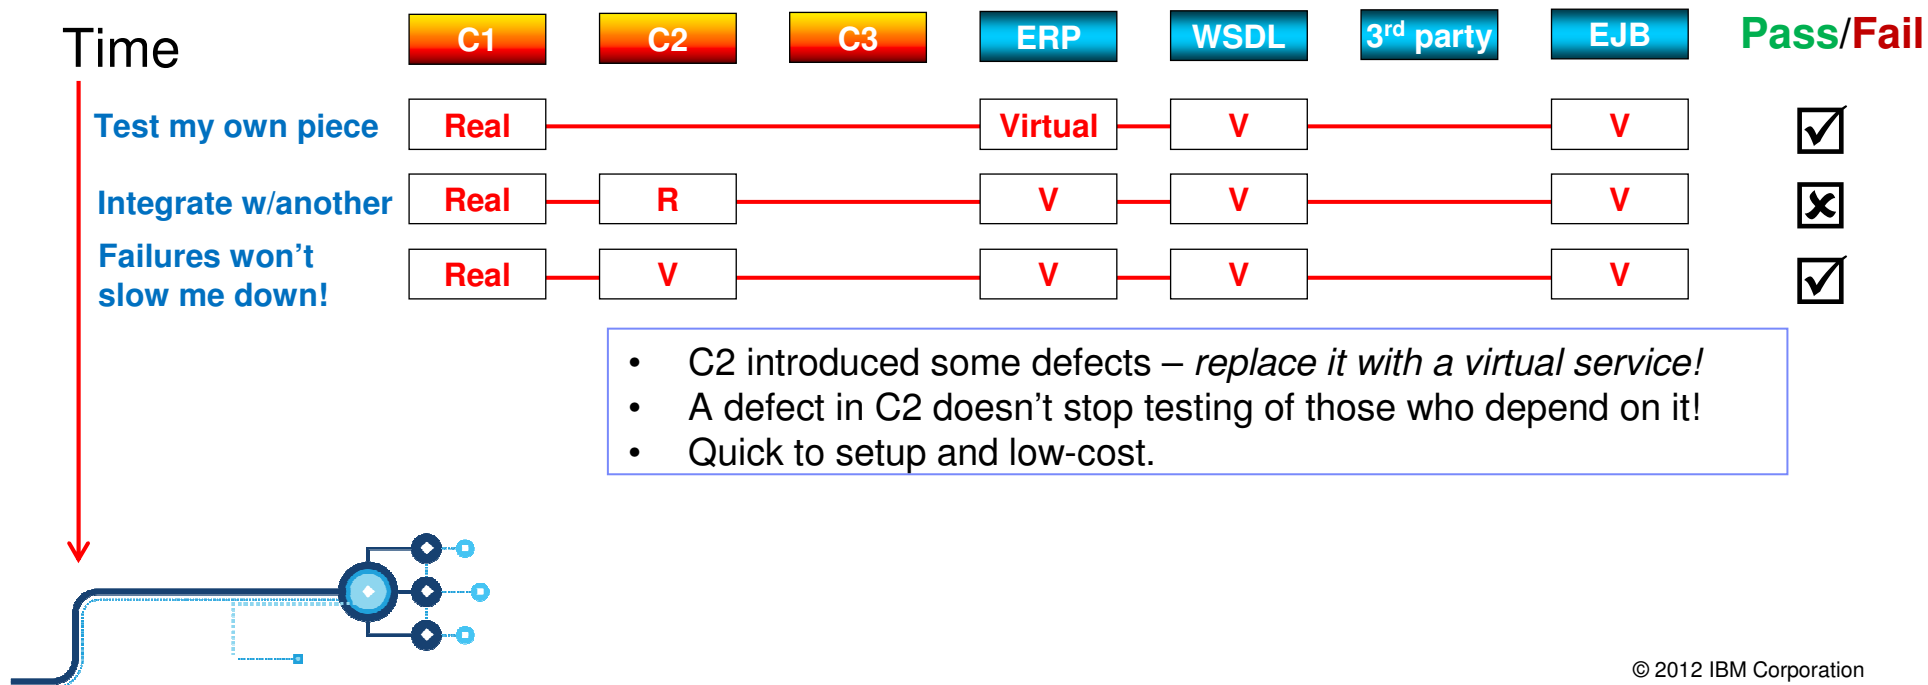 Time C1 C2 C3 ERP WSDL 3rd party EJB Pass/Fail
Test my own piece Real Virtual V V
Integrate w/another Real R V V V
Failures won't
slow me down! Real V V V V
• C2 introduced some defects – replace it with a virtual service!
• A defect in C2 doesn't stop testing of those who depend on it!
• Quick to setup and low-cost.
© 2012 IBM Corporation